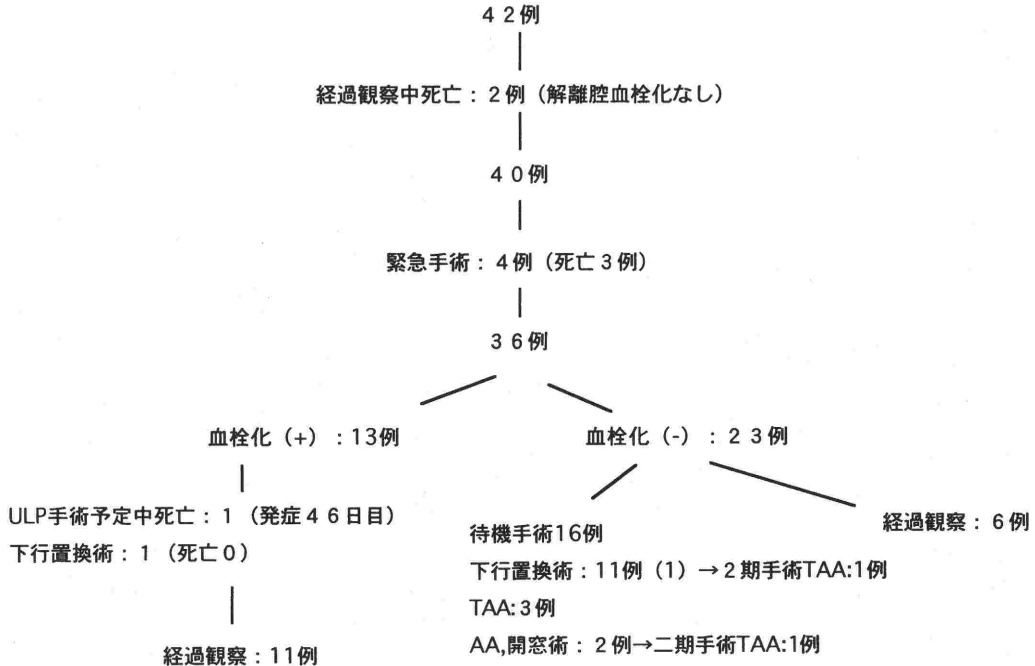 ４２例
経過観察中死亡：２例（解離腔血栓化なし）
４０例
緊急手術：４例（死亡３例）
３６例
血栓化（+）：13例
血栓化（-）：２３例
ULP手術予定中死亡：１（発症４６日目）
下行置換術：１（死亡０）
経過観察：11例
待機手術16例
下行置換術：11例（1）→２期手術TAA:1例
TAA:３例
AA,開窓術：２例→二期手術TAA:1例
経過観察：６例